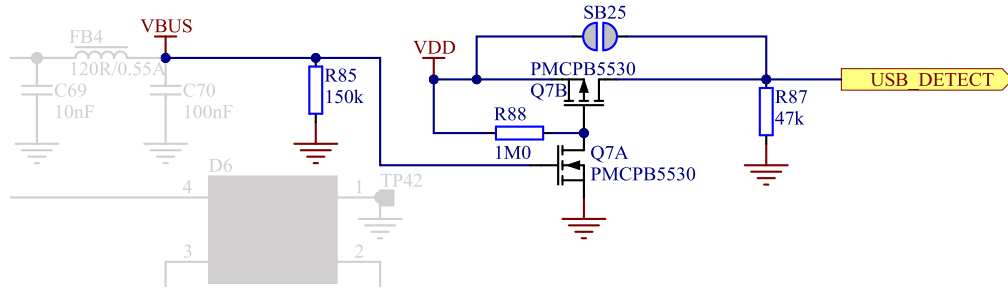 SB25
VBUS
FB4
VDD
120R/0.55A
PMCPB5530
USB_DETECT
R85
150k
C69
10nF
C70
100nF
Q7B
R87
47k
R88
1M0
Q7A
PMCPB5530
D6
4
1
TP42
3
2